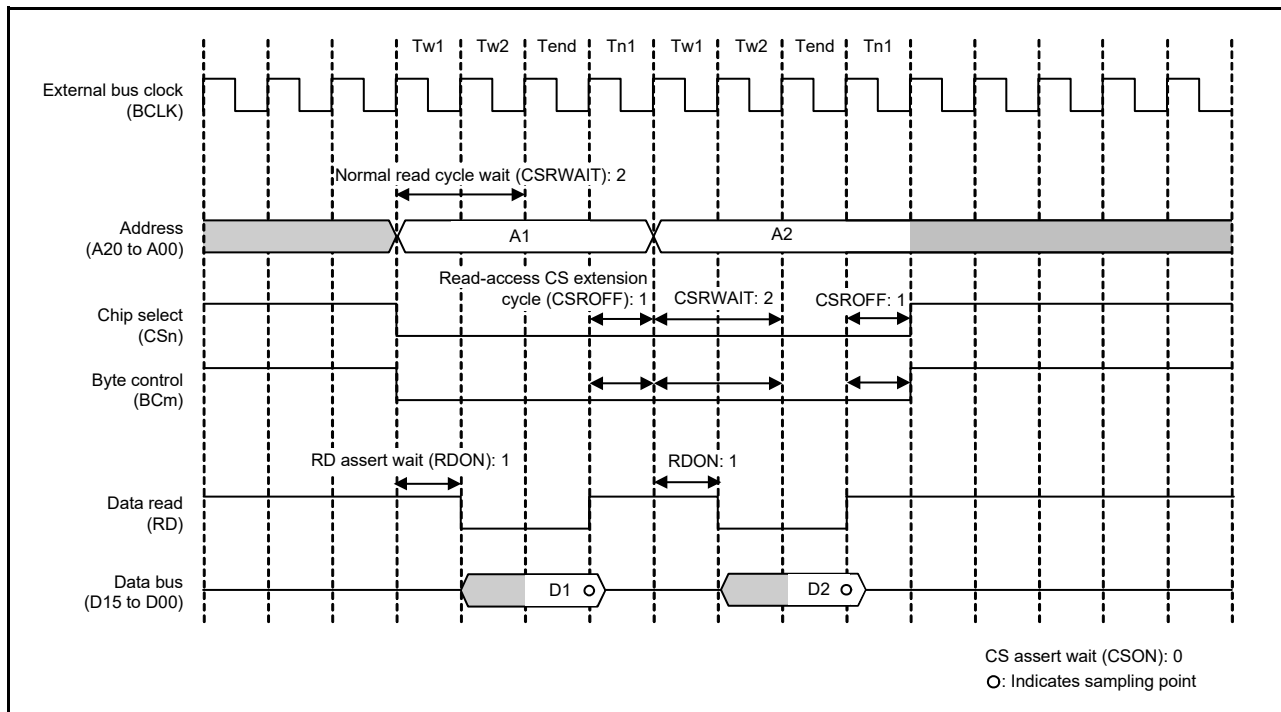 Tw1 Tw2 Tend Tn1 Tw1 Tw2 Tend Tn1
External bus clock
(BCLK)
Normal read cycle wait (CSRWAIT): 2
Address
(A20 to A00)
A1
A2
Read-access CS extension
cycle (CSROFF): 1
CSRWAIT: 2
CSROFF: 1
Chip select
(CSn)
Byte control
(BCm)
RD assert wait (RDON): 1
RDON: 1
Data read
(RD)
Data bus
(D15 to D00)
D1
D2
CS assert wait (CSON): 0
O: Indicates sampling point